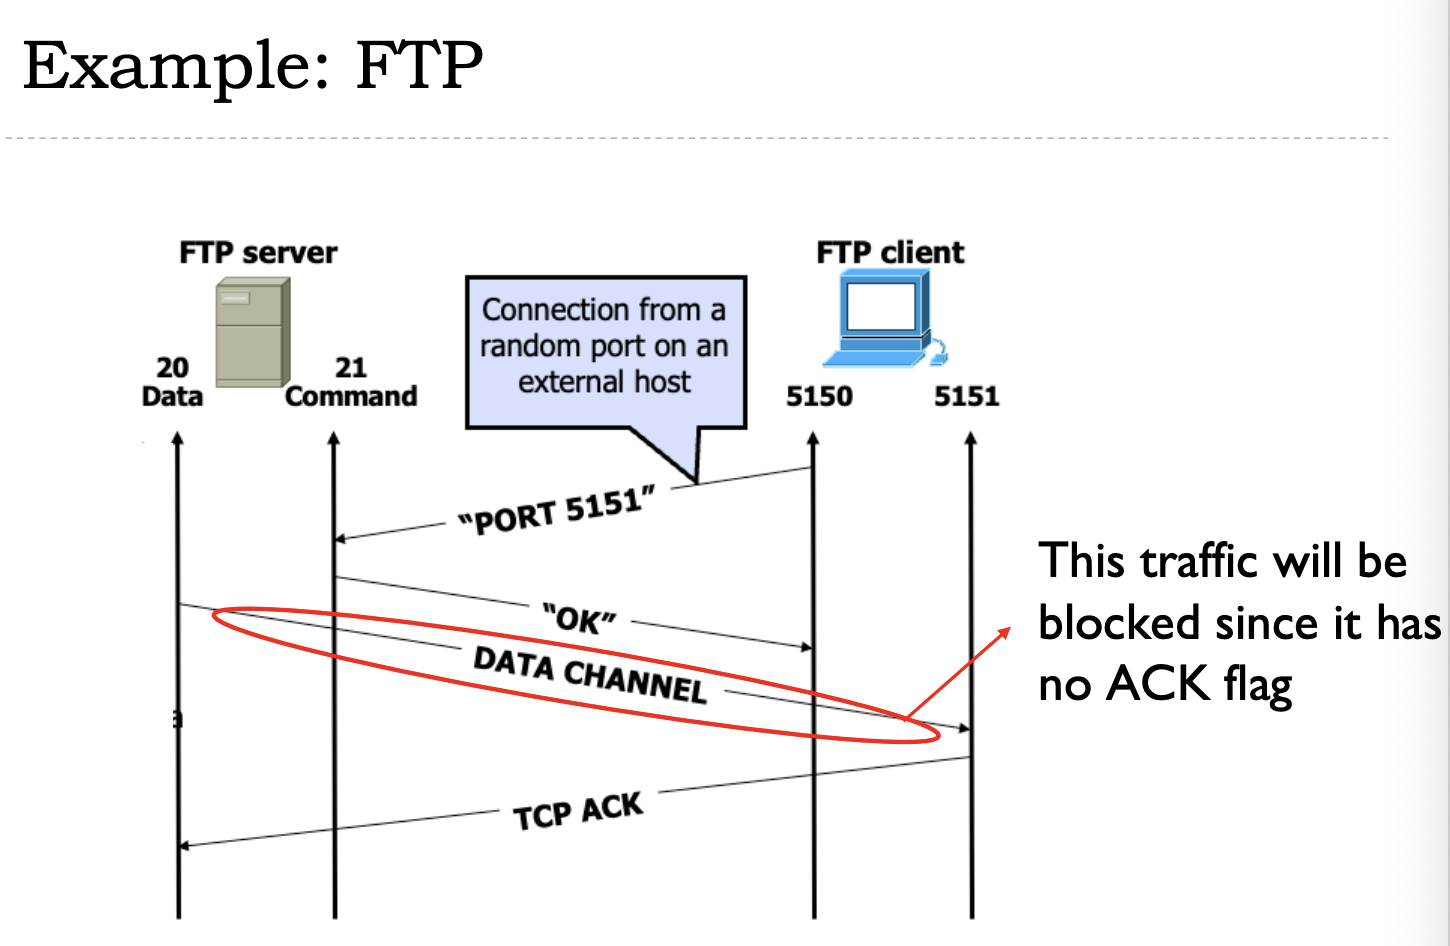 Example: FTP
FTP server
FTP client
Connection from a
random port on an
external host
20
Data
21
Command
5150
5151
“PORT 5151”
“OK”
DATA CHANNEL
TCP ACK
This traffic will be
blocked since it has
no ACK flag